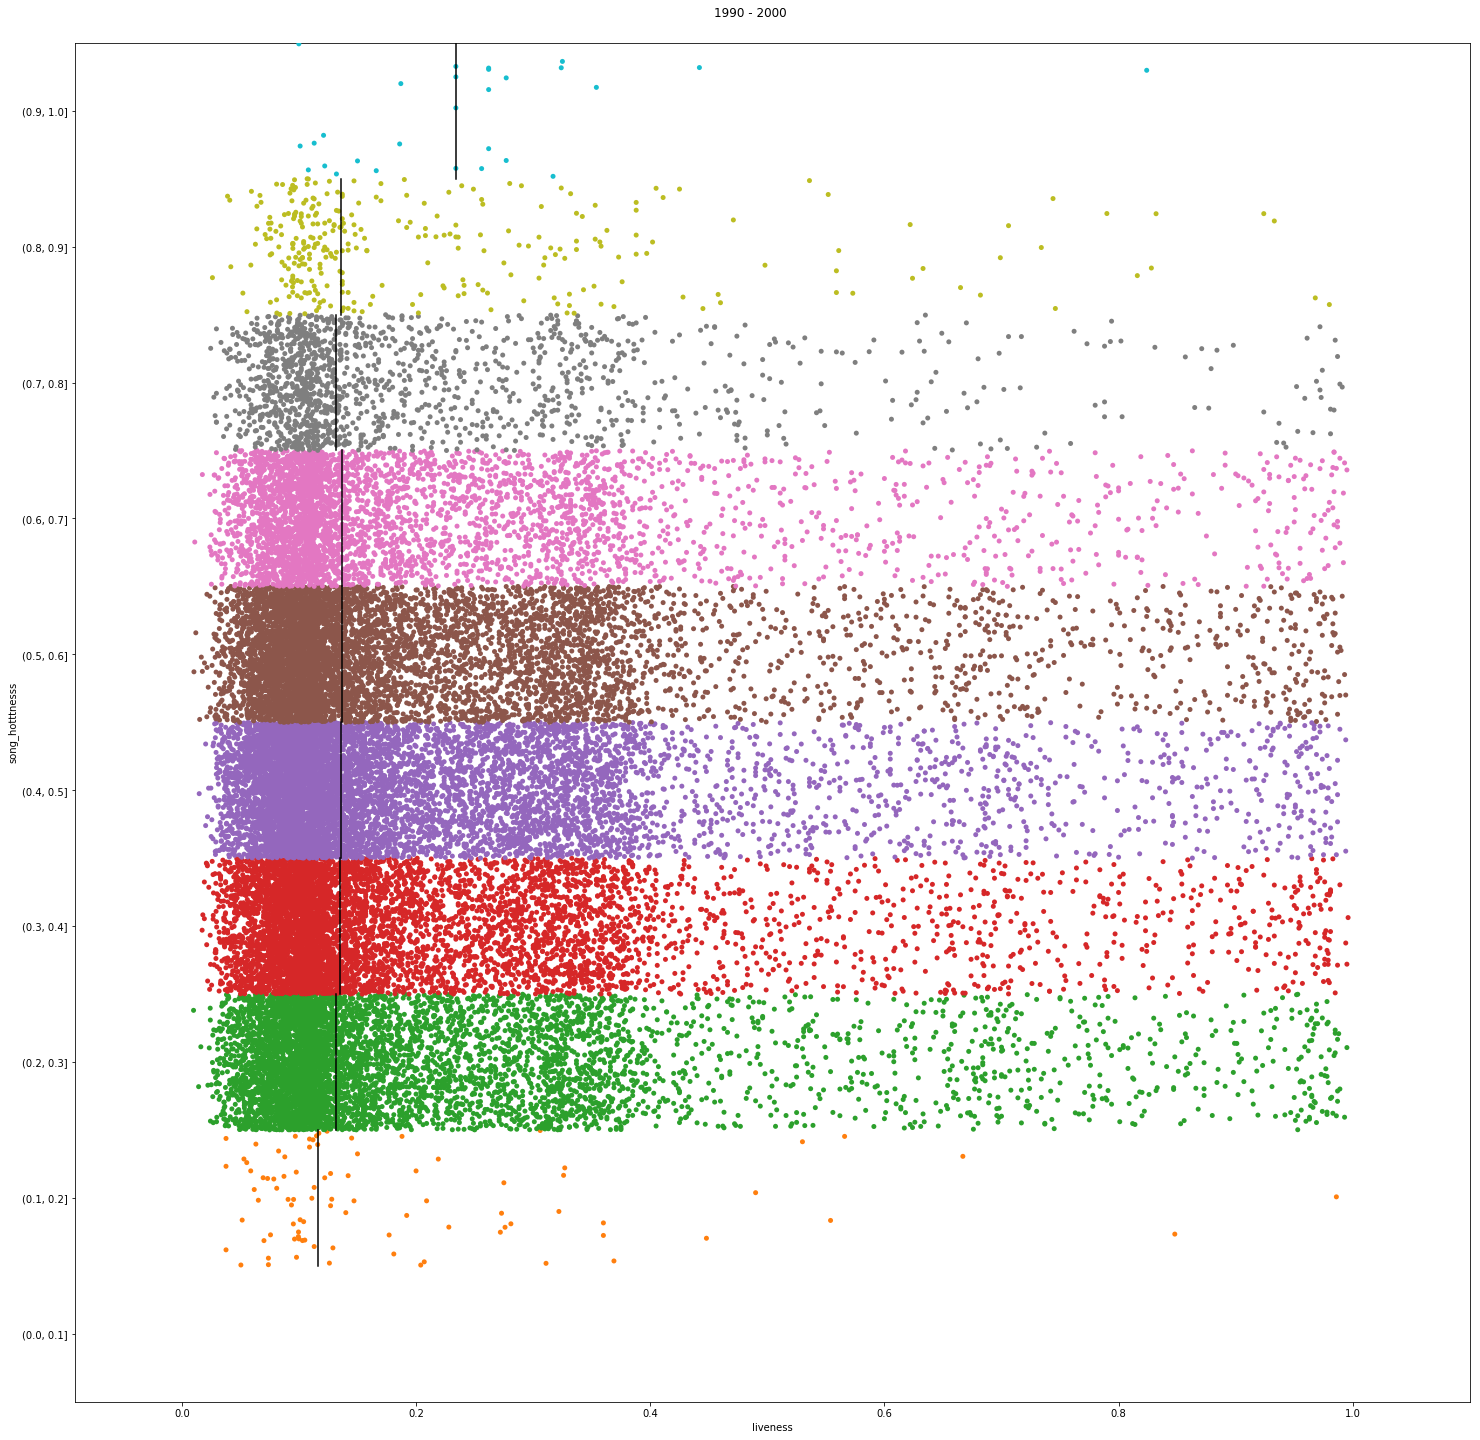 1990 - 2000
(0.9, 1.0]
(0.8, 0.9]
(0.7, 0.8]
(0.6, 0.7]
(0.5, 0.6]
song_hotttnesss
(0.4, 0.5]
(0.3, 0.4]
(0.2, 0.3]
(0.1, 0.2]
(0.0, 0.1]
0.0 0.2 0.4 0.6 0.8 1.0
liveness